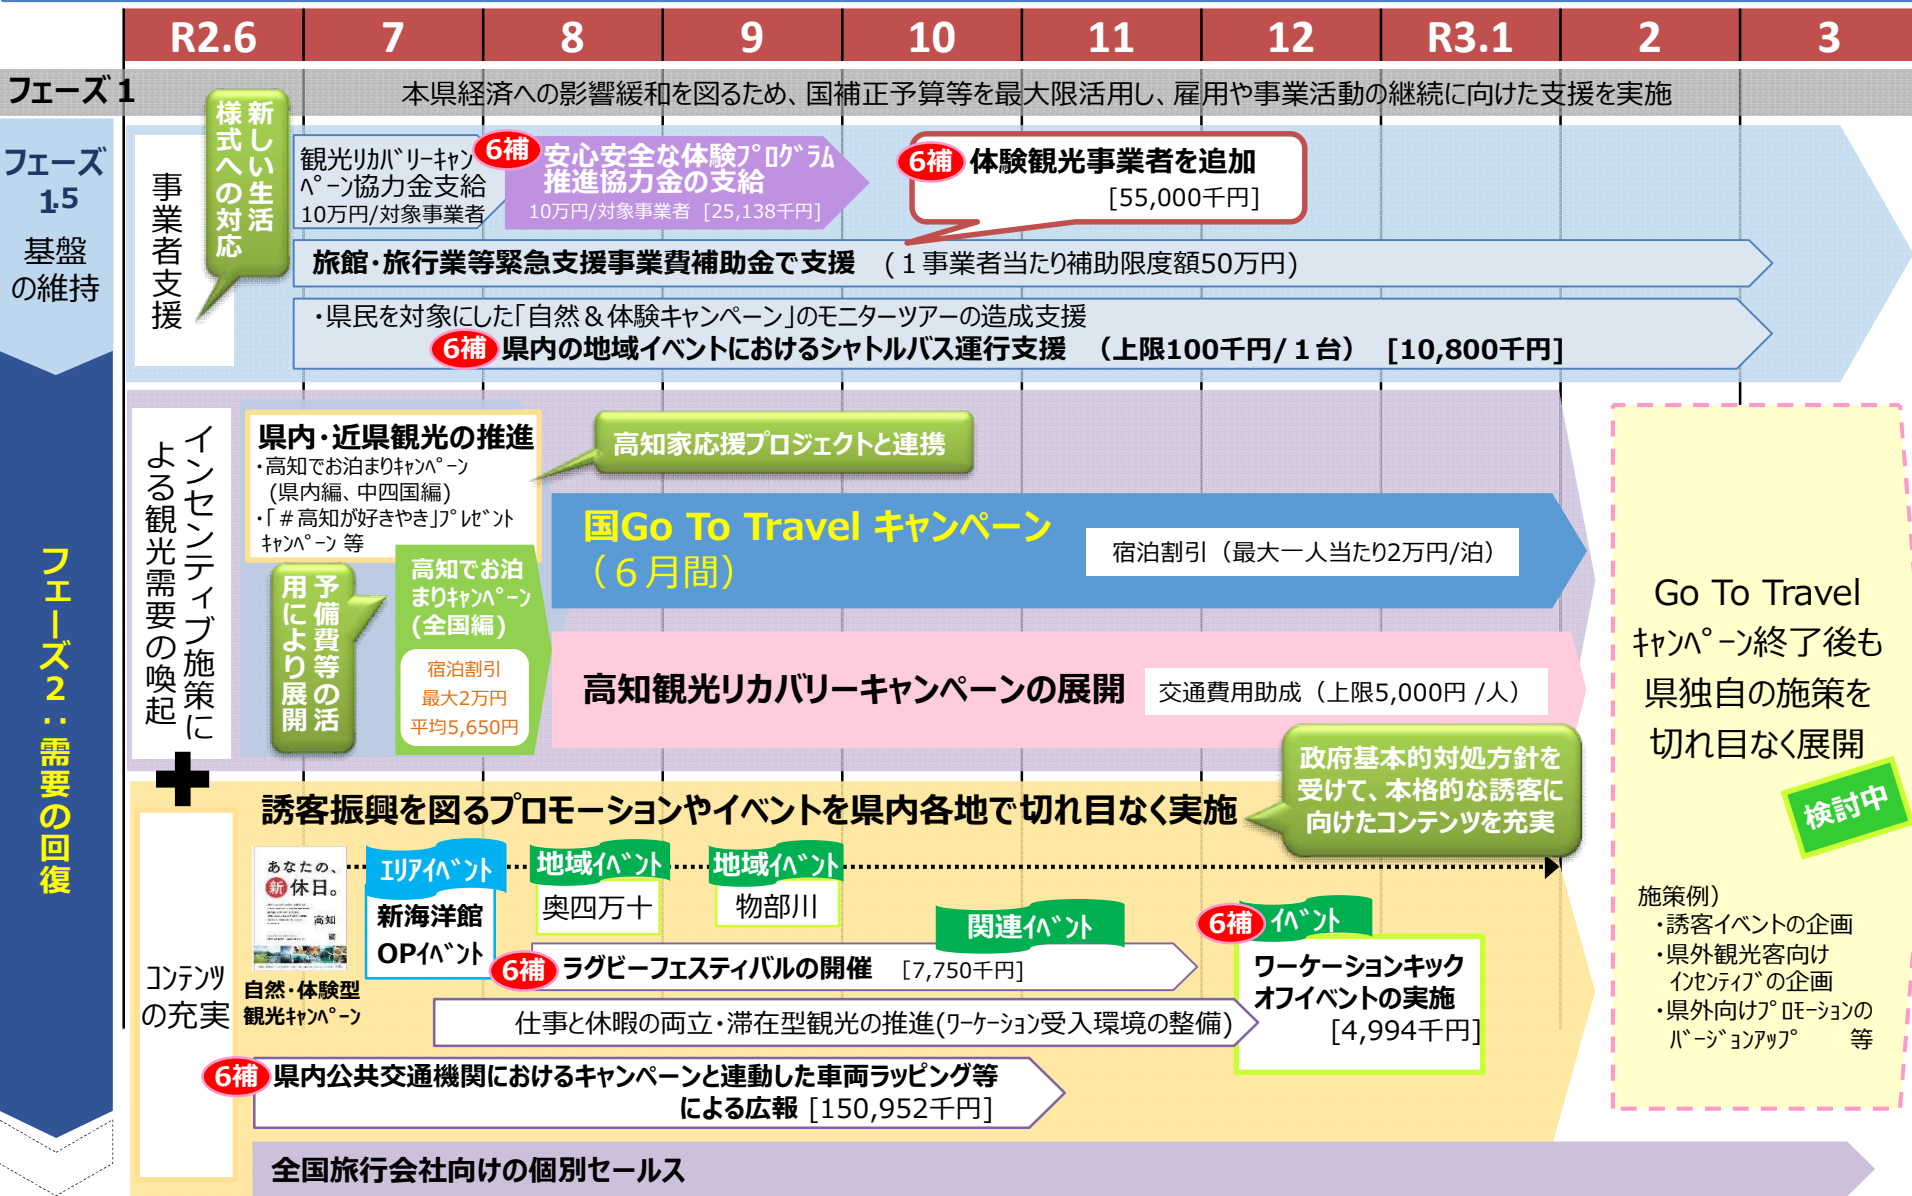 R2.6 7 8 9 10 11 12 R3.1 2 3
フェーズ1
本県経済への影響緩和を図るため、国補正予算等を最大限活用し、雇用や事業活動の継続に向けた支援を実施
フェーズ
1.5
基盤
の維持
事業者支援
新しい生活
様式への対応
観光リカバリーキャン
ペーン協力金支給
10万円/対象事業者
6補
安心安全な体験プログラム
推進協力金の支給
10万円/対象事業者 [25,138千円]
6補 体験観光事業者を追加
[55,000千円]
旅館・旅行業等緊急支援事業費補助金で支援 (1事業者当たり補助限度額50万円)
・県民を対象にした「自然&体験キャンペーン」のモニターツアーの造成支援
6補 県内の地域イベントにおけるシャトルバス運行支援 (上限100千円/1台) [10,800千円]
フェーズ2:需要の回復
インセンティブ施策に
よる観光需要の喚起
県内・近県観光の推進
・高知でお泊まりキャンペーン
(県内編、中四国編)
・「#高知が好きやき」プレゼント
キャンペーン 等
高知家応援プロジェクトと連携
予備費等の活
用により展開
高知でお泊
まりキャンペーン
(全国編)
宿泊割引
最大2万円
平均5,650円
国Go To Travel キャンペーン
(6月間)
宿泊割引(最大一人当たり2万円/泊)
高知観光リカバリーキャンペーンの展開
交通費用助成(上限5,000円 /人)
政府基本的対処方針を
受けて、本格的な誘客に
向けたコンテンツを充実
コンテンツ
の充実
誘客振興を図るプロモーションやイベントを県内各地で切れ目なく実施
あなたの、
新休日。
高知
自然・体験型
観光キャンペーン
エリアイベント
新海洋館
OPイベント
地域イベント
奥四万十
地域イベント
物部川
関連イベント
6補 ラグビーフェスティバルの開催 [7,750千円]
6補 イベント
ワーケーションキック
オフイベントの実施
[4,994千円]
仕事と休暇の両立・滞在型観光の推進(ワーケーション受入環境の整備)
6補 県内公共交通機関におけるキャンペーンと連動した車両ラッピング等
による広報 [150,952千円]
全国旅行会社向けの個別セールス
Go To Travel
キャンペーン終了後も
県独自の施策を
切れ目なく展開
検討中
施策例)
・誘客イベントの企画
・県外観光客向け
インセンティブの企画
・県外向けプロモーションの
バージョンアップ 等